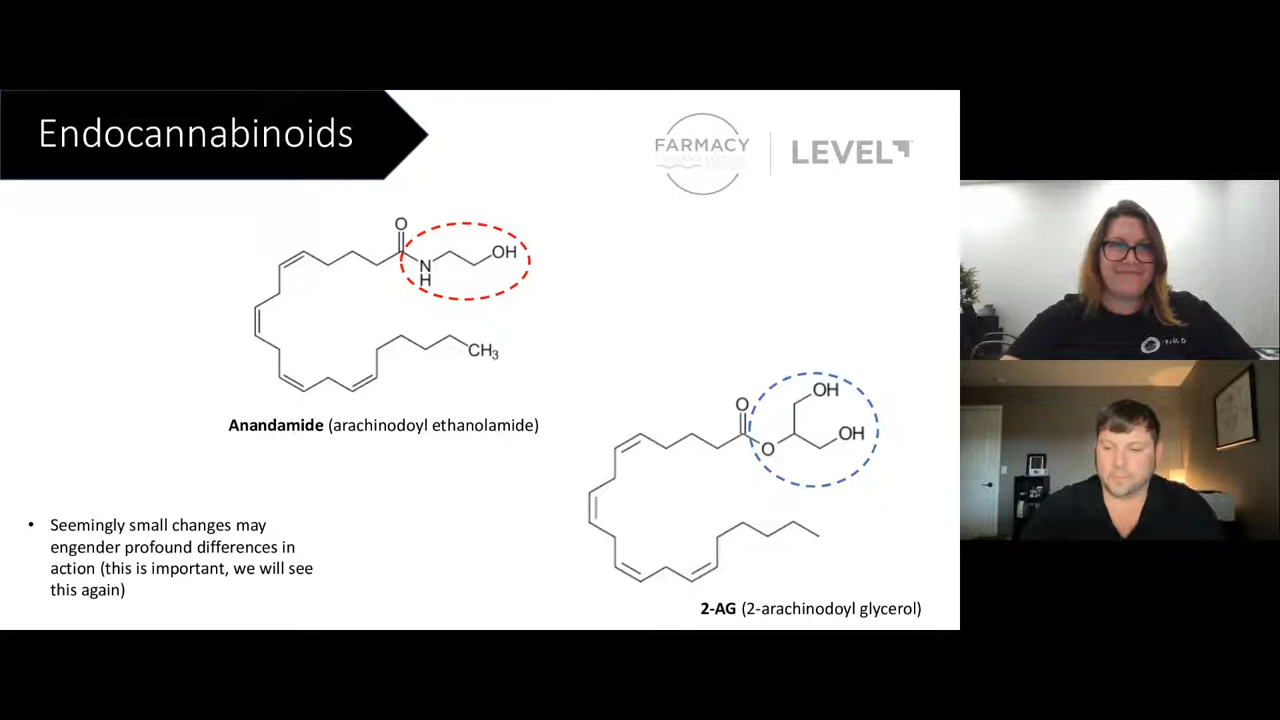 Endocannabinoids
FARMACY
LEVEL
O
OH
N
H
CH3
Anandamide (arachinodoyl ethanolamide)
O
OH
OH
O
• Seemingly small changes may
engender profound differences in
action (this is important, we will see
this again)
2-AG (2-arachinodoyl glycerol)